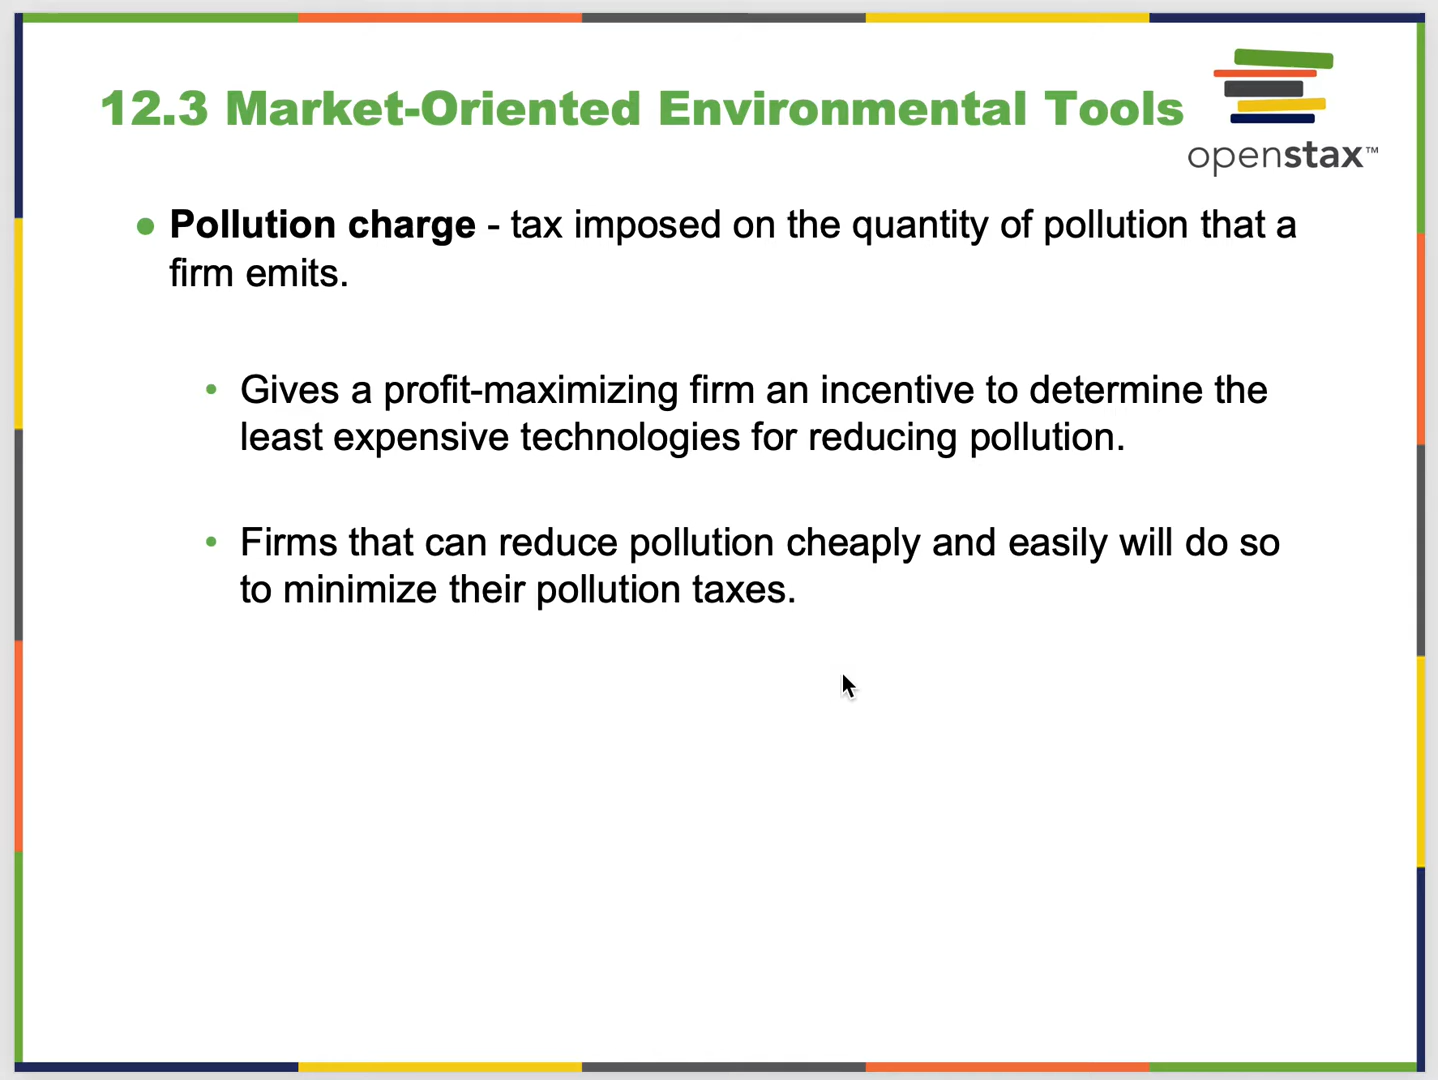 12.3 Market-Oriented Environmental Tools
openstax™
● Pollution charge - tax imposed on the quantity of pollution that a
firm emits.
• Gives a profit-maximizing firm an incentive to determine the
least expensive technologies for reducing pollution.
• Firms that can reduce pollution cheaply and easily will do so
to minimize their pollution taxes.